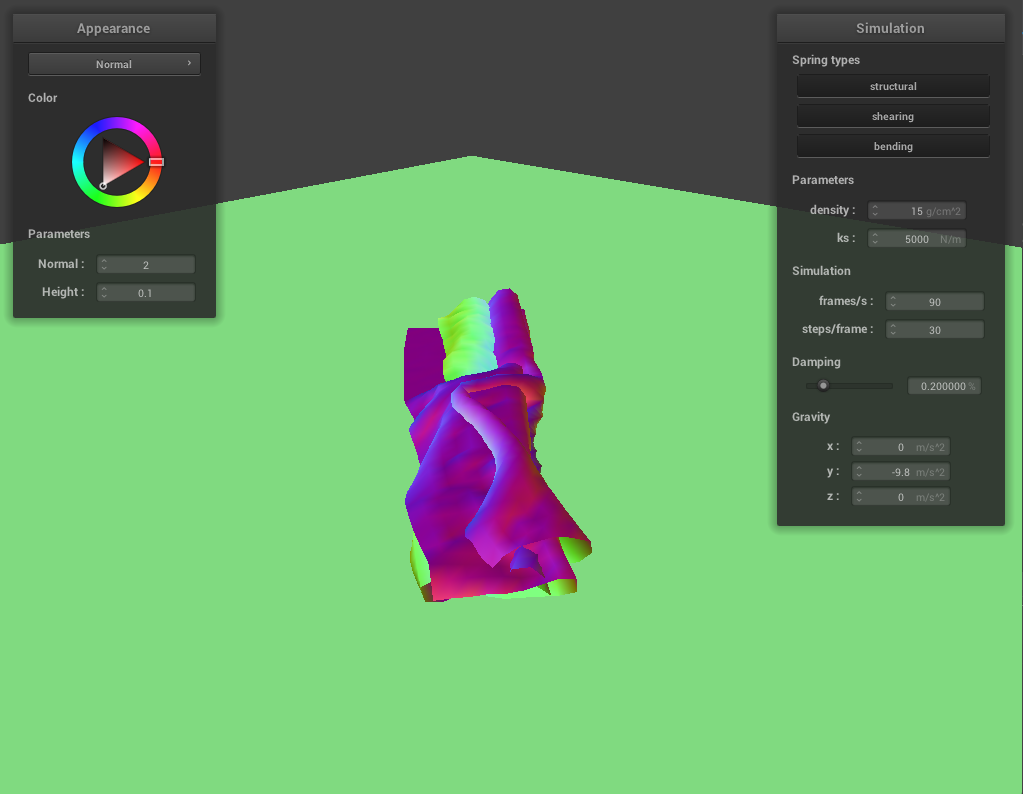 Appearance
Normal
Color
Parameters
Normal : 2
Height : 0.1
Simulation
Spring types
structural
shearing
bending
Parameters
density : 15 g/cm^2
ks : 5000 N/m
Simulation
frames/s : 90
steps/frame : 30
Damping
0.200000 %
Gravity
x : 0 m/s^2
y : -9.8 m/s^2
z : 0 m/s^2